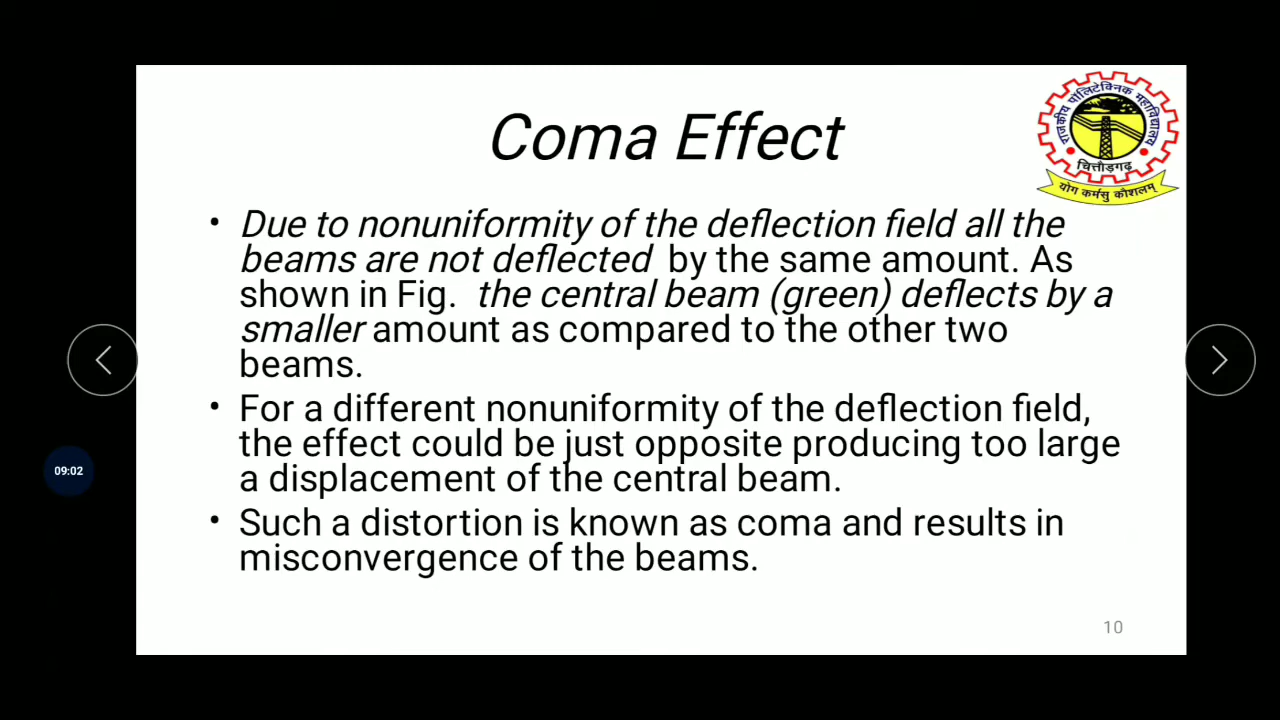 Coma Effect
राजकीय पॉलिटेक्निक महाविद्यालय
चित्तौड़गढ़
योग कर्मसु कौशलम्
• Due to nonuniformity of the deflection field all the
beams are not deflected by the same amount. As
shown in Fig. the central beam (green) deflects by a
smaller amount as compared to the other two
beams.
• For a different nonuniformity of the deflection field,
the effect could be just opposite producing too large
a displacement of the central beam.
• Such a distortion is known as coma and results in
misconvergence of the beams.
09:02
10